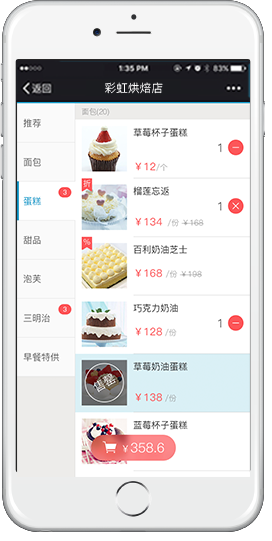 1:35 PM
83%
返回
彩虹烘焙店
推荐
面包
蛋糕
3
甜品
泡芙
三明治
3
早餐特供
面包(20)
草莓杯子蛋糕
￥12/个
1
折
榴莲忘返
￥134 /份 ￥168
1
%
百利奶油芝士
￥168 /份 ￥198
巧克力奶油
￥128 /份
1
售罄
草莓奶油蛋糕
￥138 /份
蓝莓杯子蛋糕
￥358.6